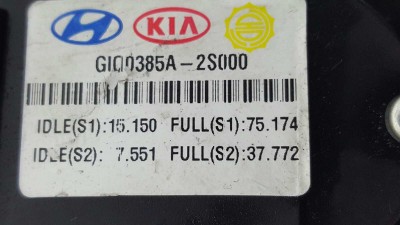 KIA
GIQ0385A-2S000
IDLE(S1):15.150 FULL(S1):75.174
IDLE(S2): 7.551 FULL(S2):37.772